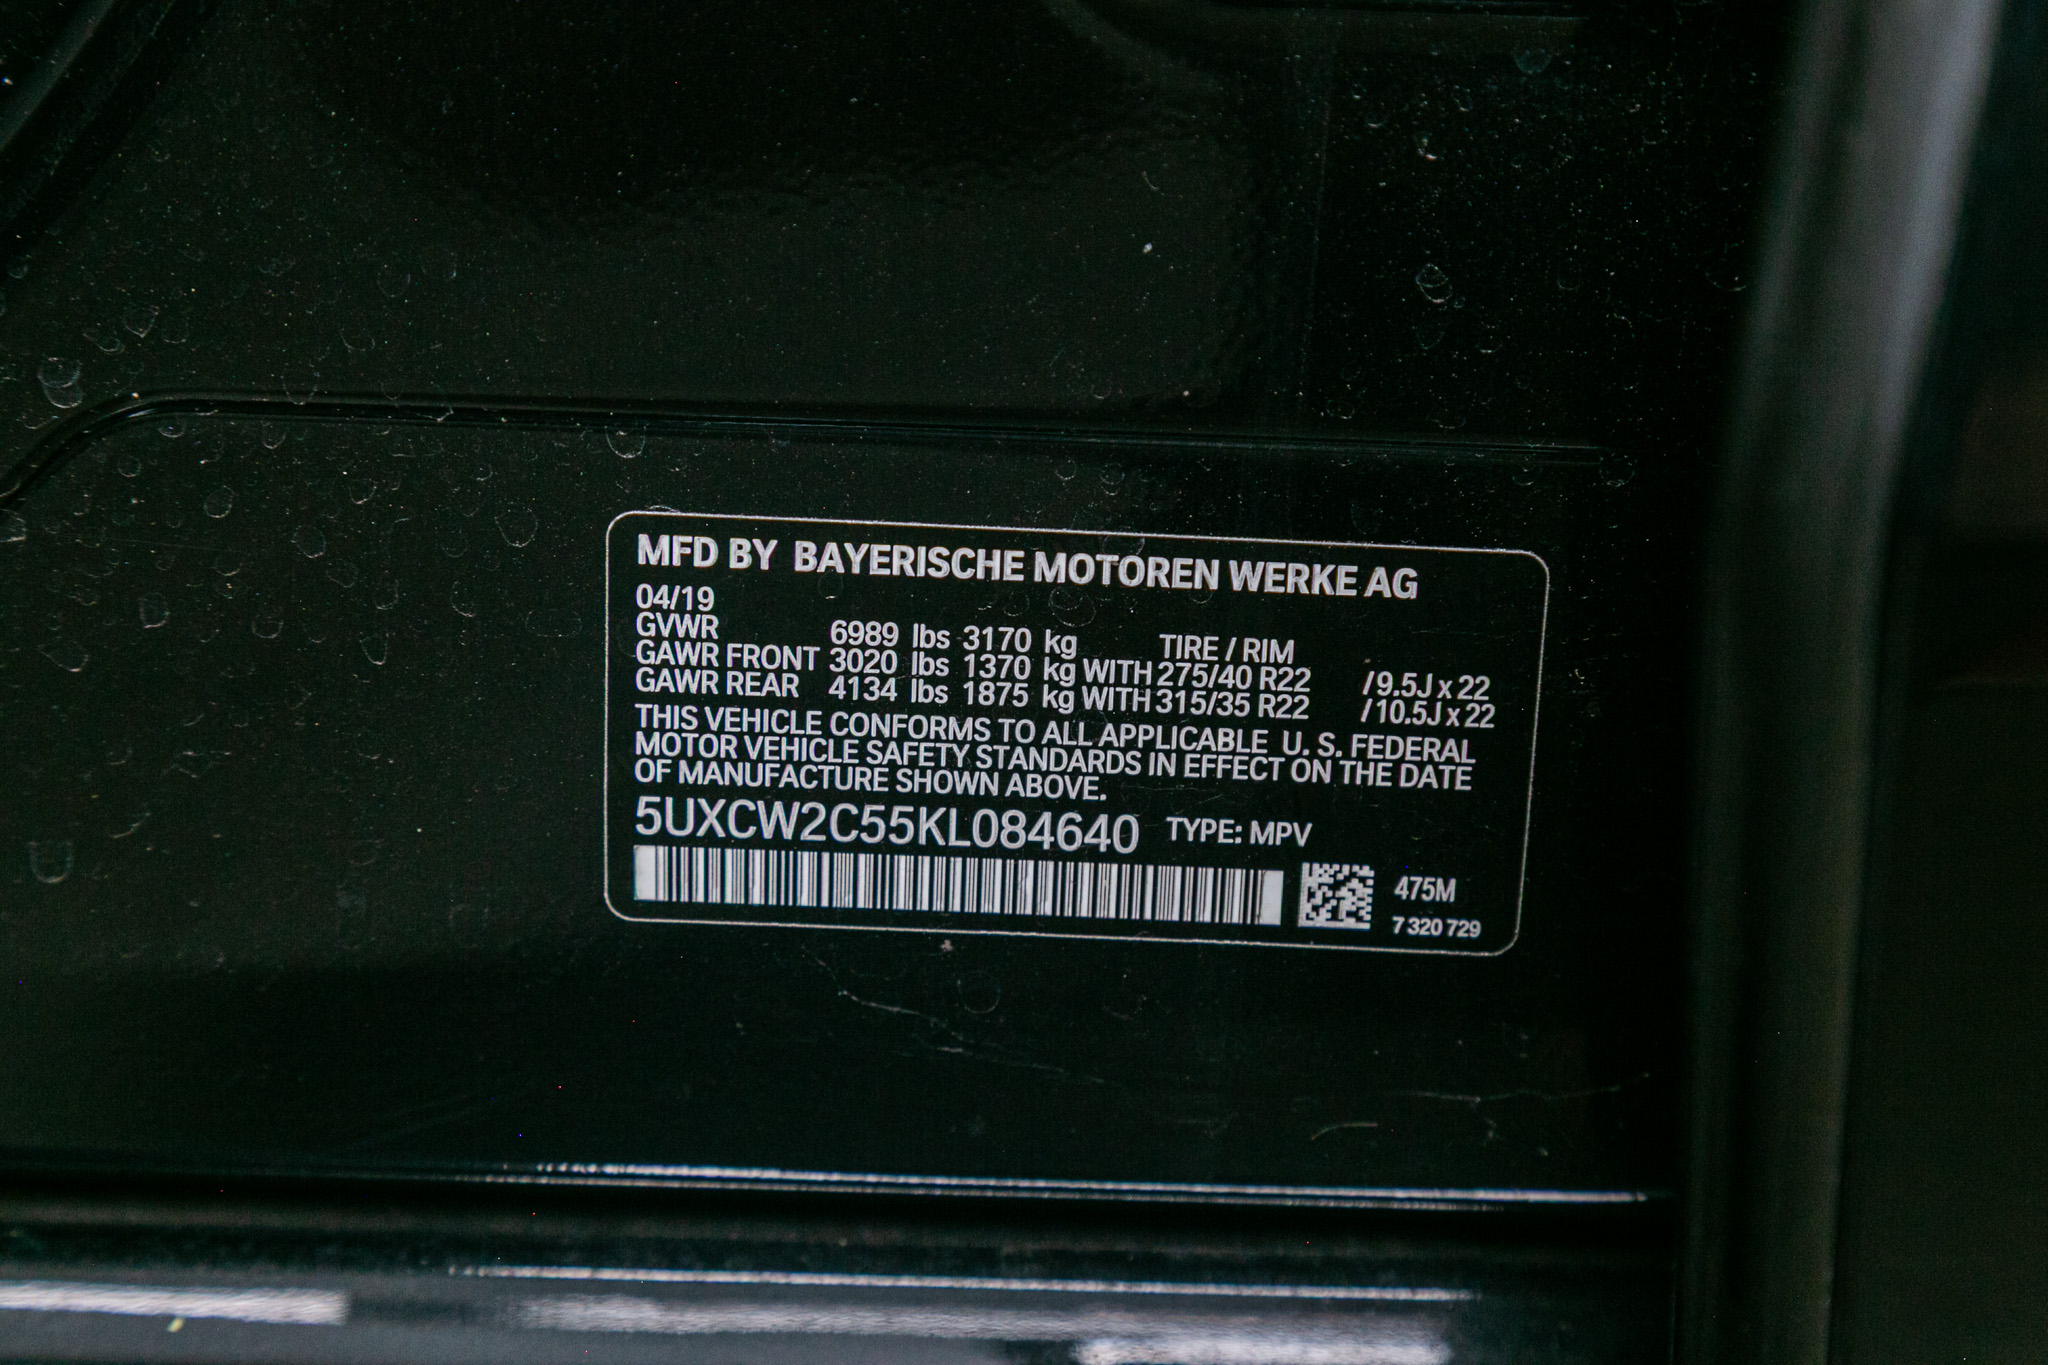 MFD BY BAYERISCHE MOTOREN WERKE AG
04/19
GVWR 6989 lbs 3170 kg TIRE / RIM
GAWR FRONT 3020 lbs 1370 kg WITH 275/40 R22 / 9.5J x 22
GAWR REAR 4134 lbs 1875 kg WITH 315/35 R22 / 10.5J x 22
THIS VEHICLE CONFORMS TO ALL APPLICABLE U. S. FEDERAL
MOTOR VEHICLE SAFETY STANDARDS IN EFFECT ON THE DATE
OF MANUFACTURE SHOWN ABOVE.
5UXCW2C55KL084640 TYPE: MPV
475M
7 320 729